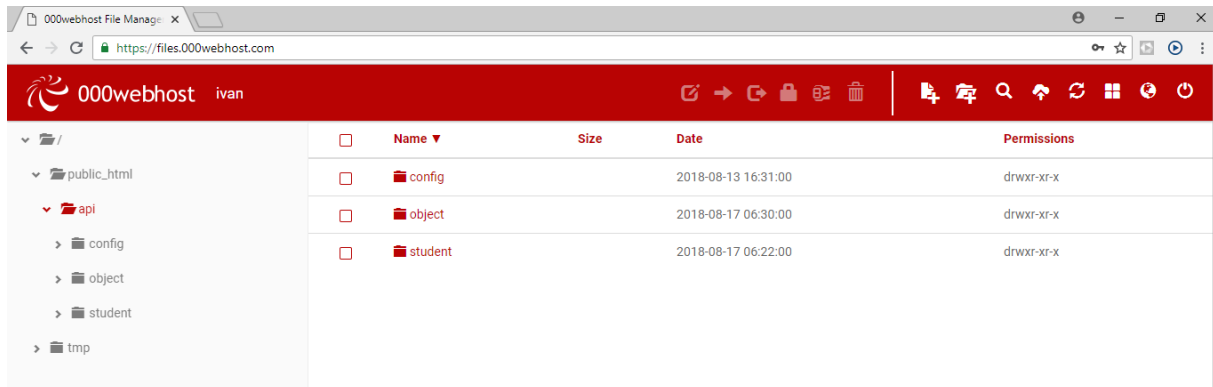 000webhost File Manage
https://files.000webhost.com
000webhost ivan
/
public_html
api
config
object
student
tmp
Name ▼ Size Date Permissions
config 2018-08-13 16:31:00 drwxr-xr-x
object 2018-08-17 06:30:00 drwxr-xr-x
student 2018-08-17 06:22:00 drwxr-xr-x